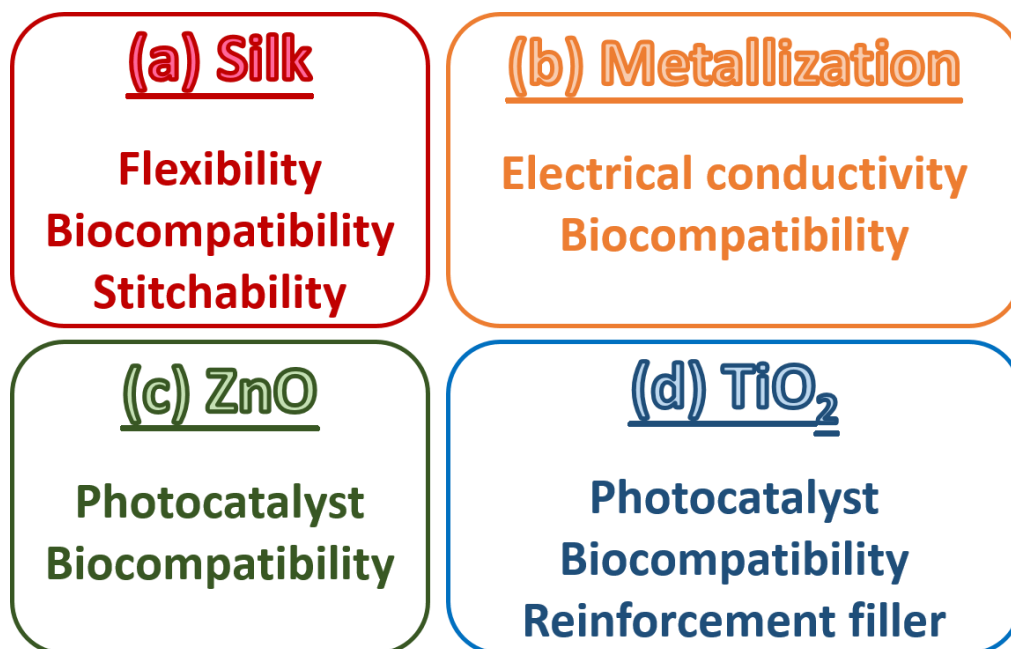 (a) Silk
Flexibility
Biocompatibility
Stitchability
(b) Metallization
Electrical conductivity
Biocompatibility
(c) ZnO
Photocatalyst
Biocompatibility
(d) TiO₂
Photocatalyst
Biocompatibility
Reinforcement filler